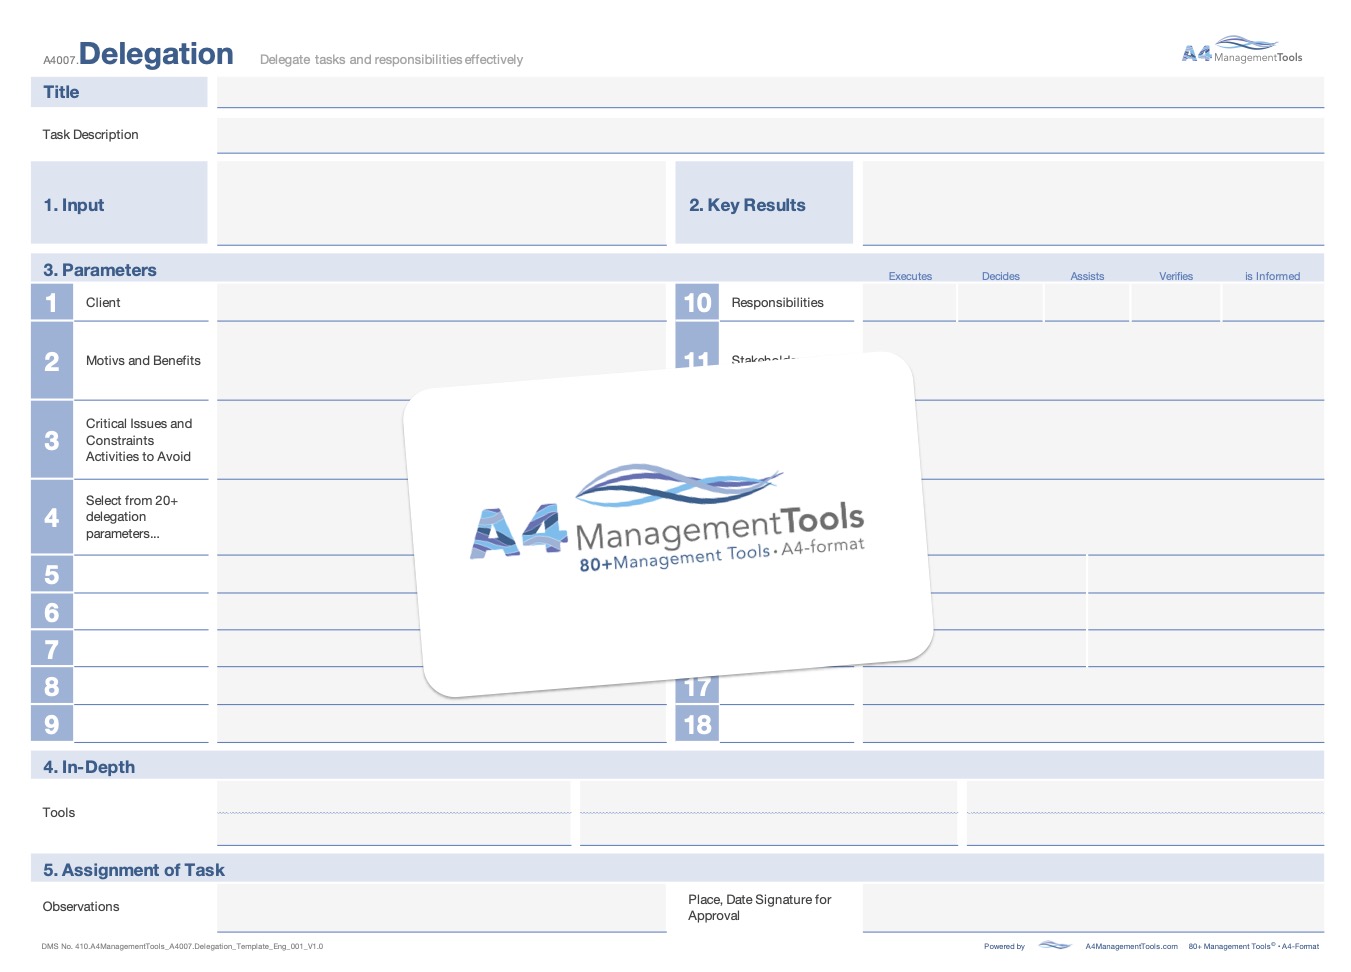 A4007.Delegation Delegate tasks and responsibilities effectively
A4 ManagementTools
Title
Task Description
1. Input
2. Key Results
3. Parameters
Executes Decides Assists Verifies is Informed
1 Client
10 Responsibilities
2 Motivs and Benefits
11
3 Critical Issues and
Constraints
Activities to Avoid
4 Select from 20+
delegation
parameters...
5
6
7
8
9
17
18
A4 ManagementTools
80+Management Tools • A4-format
4. In-Depth
Tools
5. Assignment of Task
Observations
Place, Date Signature for
Approval
DMS No. 410.A4ManagementTools_A4007.Delegation_Template_Eng_001_V1.0
Powered by A4ManagementTools.com 80+ Management Tools© • A4-Format